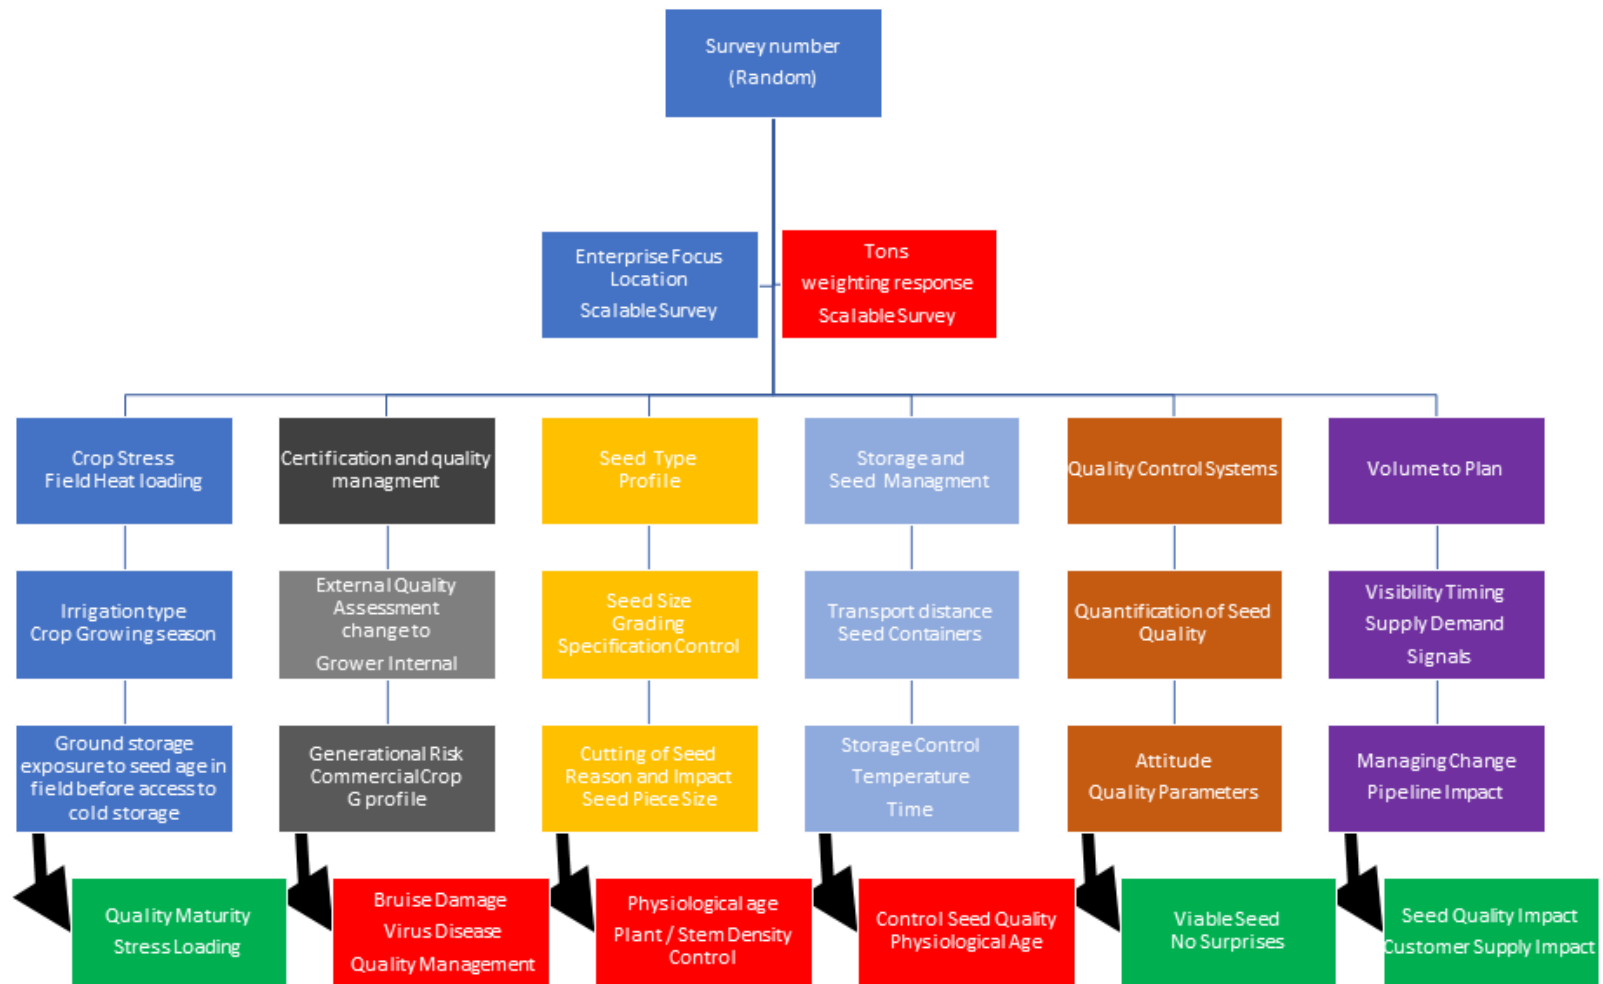 Survey number
(Random)
Enterprise Focus
Location
Scalable Survey
Tons
weighting response
Scalable Survey
Crop Stress
Field Heat loading
Certification and quality
managment
Seed Type
Profile
Storage and
Seed Managment
Quality Control Systems
Volume to Plan
Irrigation type
Crop Growing season
External Quality
Assessment
change to
Grower Internal
Seed Size
Grading
Specification Control
Transport distance
Seed Containers
Quantification of Seed
Quality
Visibility Timing
Supply Demand
Signals
Ground storage
exposure to seed age in
field before access to
cold storage
Generational Risk
Commercial Crop
G profile
Cutting of Seed
Reason and Impact
Seed Piece Size
Storage Control
Temperature
Time
Attitude
Quality Parameters
Managing Change
Pipeline Impact
Quality Maturity
Stress Loading
Bruise Damage
Virus Disease
Quality Management
Physiological age
Plant / Stem Density
Control
Control Seed Quality
Physiological Age
Viable Seed
No Surprises
Seed Quality Impact
Customer Supply Impact